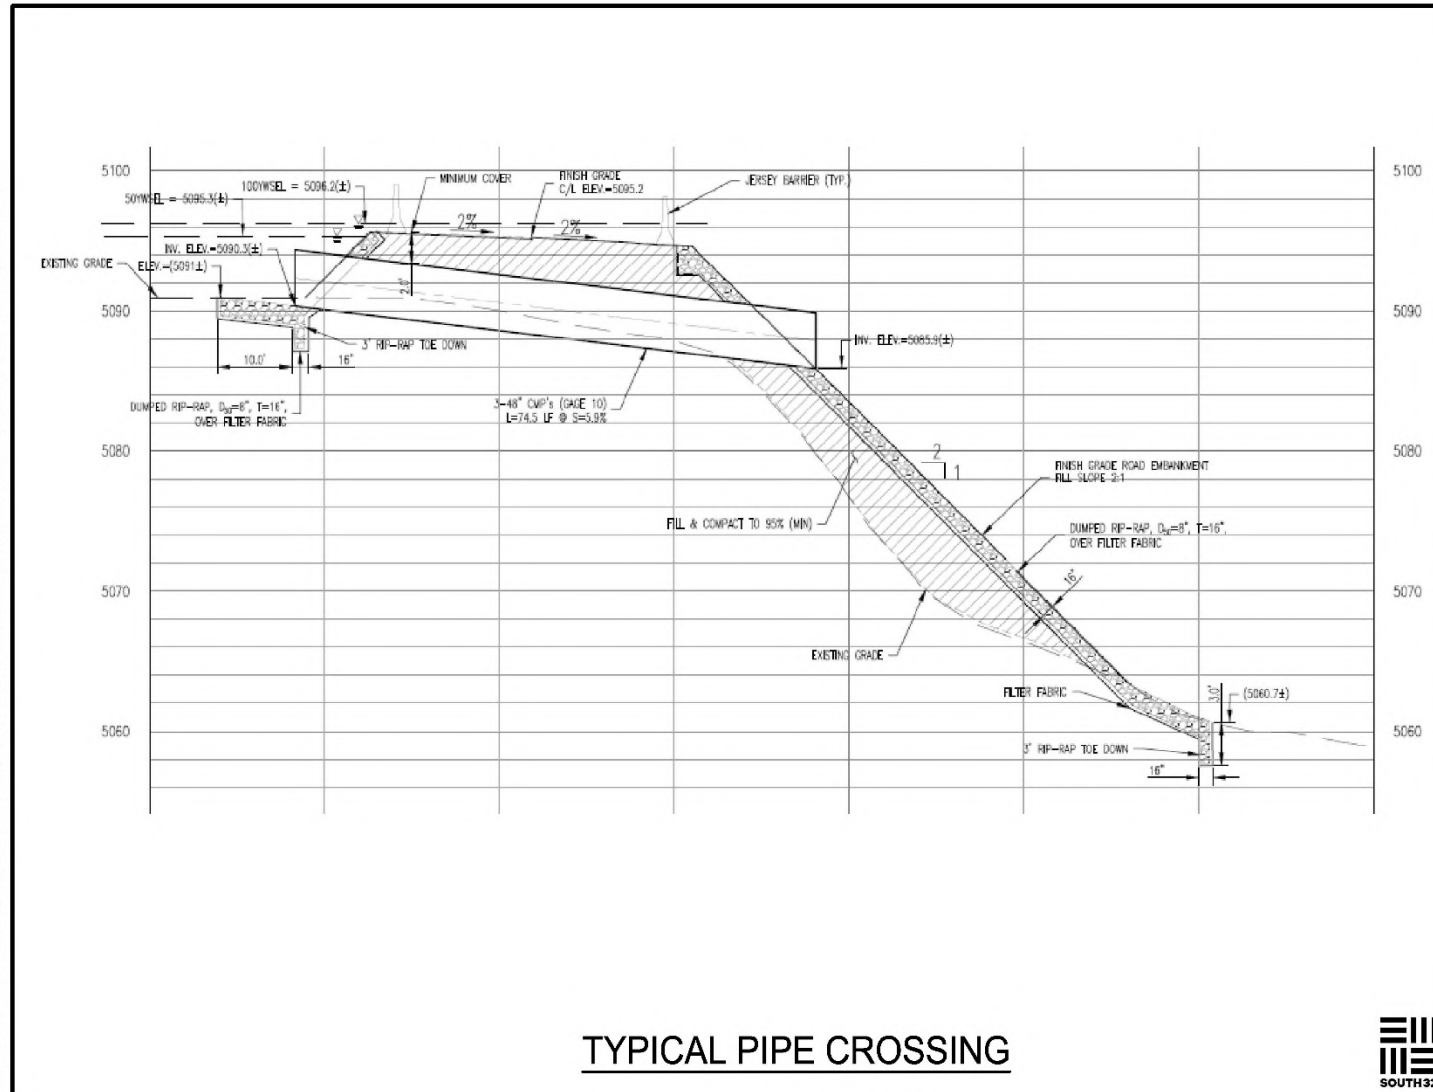 5100
5100
100YWSEL = 5096.2(±)
MINIMUM COVER
FINISH GRADE
C/L ELEV.=5095.2
JERSEY BARRIER (TYP.)
50YWSEL = 5095.3(±)
2%
2%
INV. ELEV.=5090.3(±)
EXISTING GRADE
ELEV.=(5091±)
2.0'
5090
5090
3' RIP-RAP TOE DOWN
INV. ELEV.=5085.9(±)
10.0'
16"
DUMPED RIP-RAP, D50=8", T=16",
OVER FILTER FABRIC
3-48" CMP's (GAGE 10)
L=74.5 LF @ S=5.9%
5080
5080
2
1
FINISH GRADE ROAD EMBANKMENT
FILL SLOPE 2:1
FILL & COMPACT TO 95% (MIN)
DUMPED RIP-RAP, D50=8", T=16",
OVER FILTER FABRIC
16"
5070
5070
EXISTING GRADE
FILTER FABRIC
3.0'
(5060.7±)
5060
5060
3' RIP-RAP TOE DOWN
16"
TYPICAL PIPE CROSSING
SOUTH32